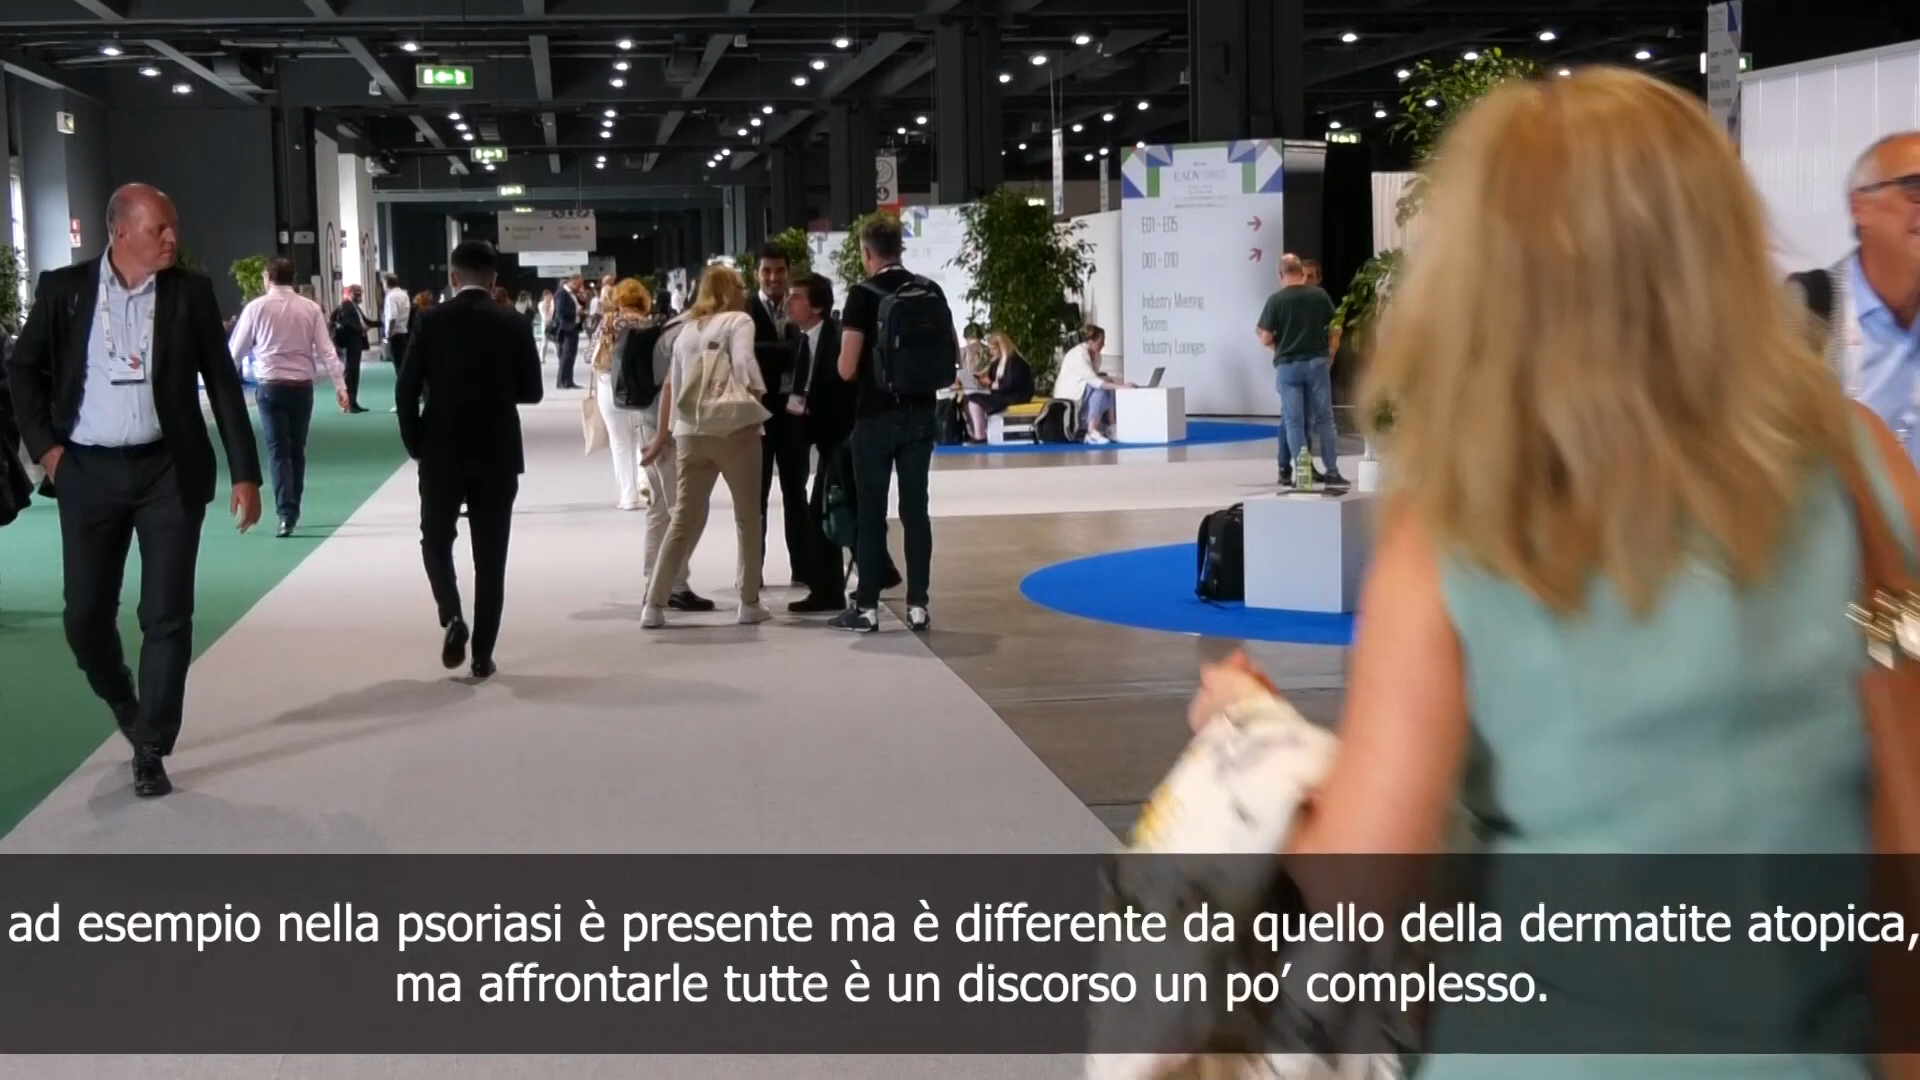 EADV
E01 - E05
D01 - D10
Industry Meeting
Rooms
Industry Lounges
ad esempio nella psoriasi è presente ma è differente da quello della dermatite atopica,
ma affrontarle tutte è un discorso un po’ complesso.